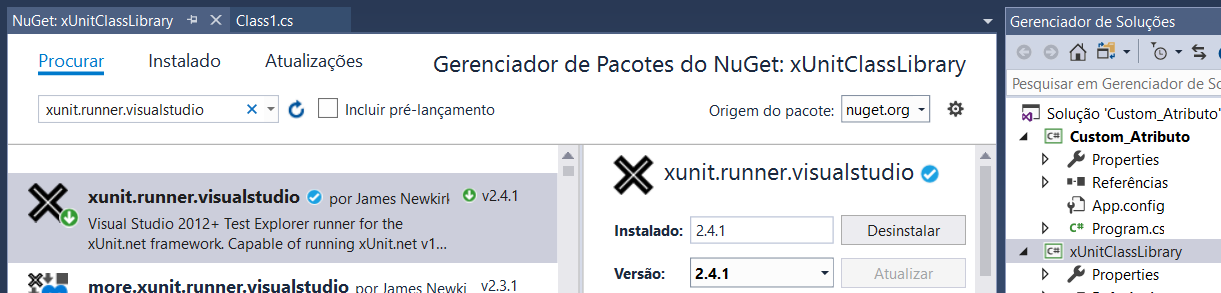 NuGet: xUnitClassLibrary
Class1.cs
Procurar Instalado Atualizações
Gerenciador de Pacotes do NuGet: xUnitClassLibrary
xunit.runner.visualstudio
Incluir pré-lançamento
Origem do pacote: nuget.org
xunit.runner.visualstudio por James Newkirk v2.4.1
Visual Studio 2012+ Test Explorer runner for the
xUnit.net framework. Capable of running xUnit.net v1...
more.xunit.runner.visualstudio por James Newki v2.3.1
xunit.runner.visualstudio
Instalado: 2.4.1 Desinstalar
Versão: 2.4.1 Atualizar
Gerenciador de Soluções
Pesquisar em Gerenciador de So
Solução 'Custom_Atributo'
C# Custom_Atributo
Properties
Referências
App.config
C# Program.cs
C# xUnitClassLibrary
Properties